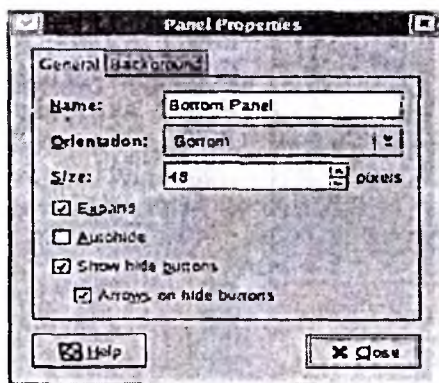 Panel Properties
General Background
Name: Bottom Panel
Orientation: Bottom
Size: 48 pixels
Expand
Autohide
Show hide buttons
Arrows on hide buttons
Help Close